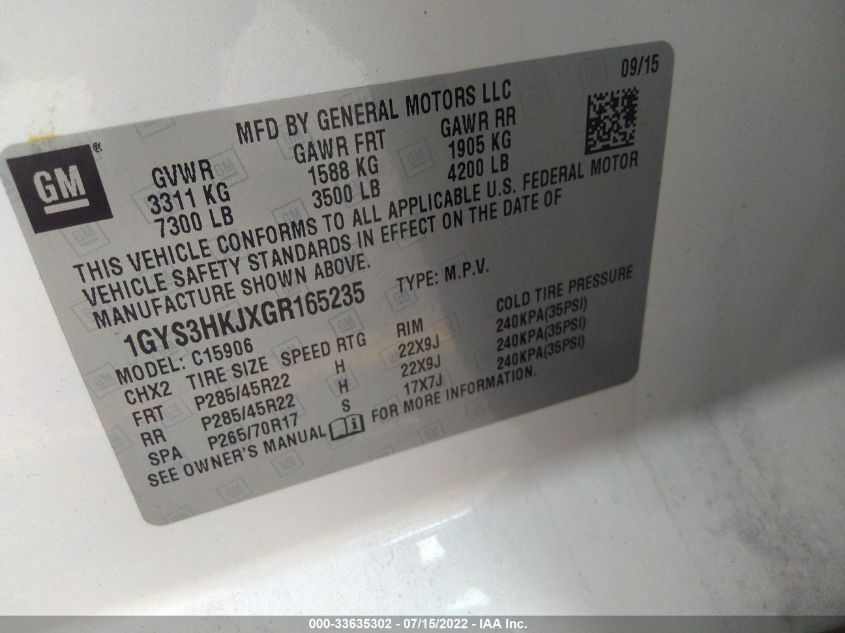 09/15
MFD BY GENERAL MOTORS LLC
GM ®
GVWR GAWR FRT GAWR RR
3311 KG 1588 KG 1905 KG
7300 LB 3500 LB 4200 LB
THIS VEHICLE CONFORMS TO ALL APPLICABLE U.S. FEDERAL MOTOR
VEHICLE SAFETY STANDARDS IN EFFECT ON THE DATE OF
MANUFACTURE SHOWN ABOVE.
1GYS3HKJXGR165235 TYPE: M.P.V.
MODEL: C15906
CHX2 TIRE SIZE SPEED RTG RIM COLD TIRE PRESSURE
FRT P285/45R22 H 22X9J 240KPA(35PSI)
RR P285/45R22 H 22X9J 240KPA(35PSI)
SPA P265/70R17 S 17X7J 240KPA(35PSI)
SEE OWNER'S MANUAL FOR MORE INFORMATION.
000-33635302 - 07/15/2022 - IAA Inc.